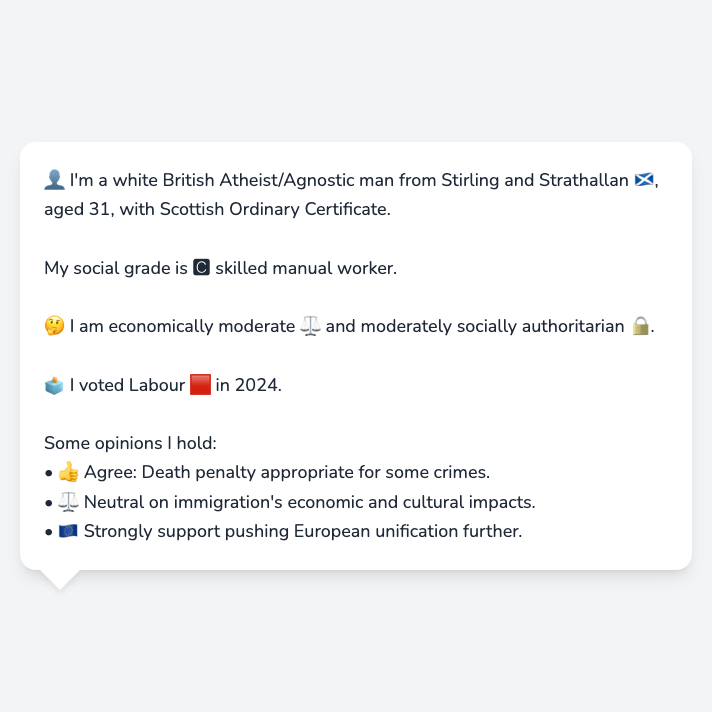 👤 I'm a white British Atheist/Agnostic man from Stirling and Strathallan 🏴󠁧󠁢󠁳󠁣󠁴󠁿,
aged 31, with Scottish Ordinary Certificate.
My social grade is 🅲 skilled manual worker.
🤔 I am economically moderate ⚖️ and moderately socially authoritarian 🔒.
🗳️ I voted Labour 🟥 in 2024.
Some opinions I hold:
• 👍 Agree: Death penalty appropriate for some crimes.
• ⚖️ Neutral on immigration's economic and cultural impacts.
• 🇪🇺 Strongly support pushing European unification further.